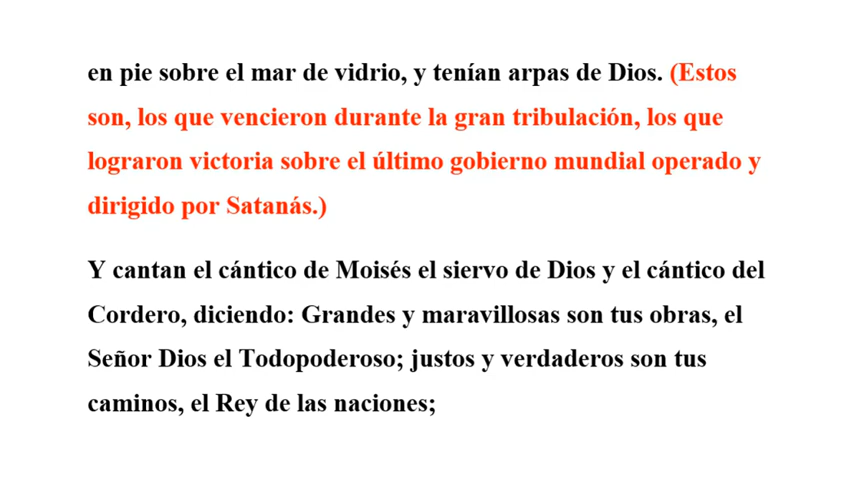 en pie sobre el mar de vidrio, y tenían arpas de Dios. (Estos
son, los que vencieron durante la gran tribulación, los que
lograron victoria sobre el último gobierno mundial operado y
dirigido por Satanás.)
Y cantan el cántico de Moisés el siervo de Dios y el cántico del
Cordero, diciendo: Grandes y maravillosas son tus obras, el
Señor Dios el Todopoderoso; justos y verdaderos son tus
caminos, el Rey de las naciones;